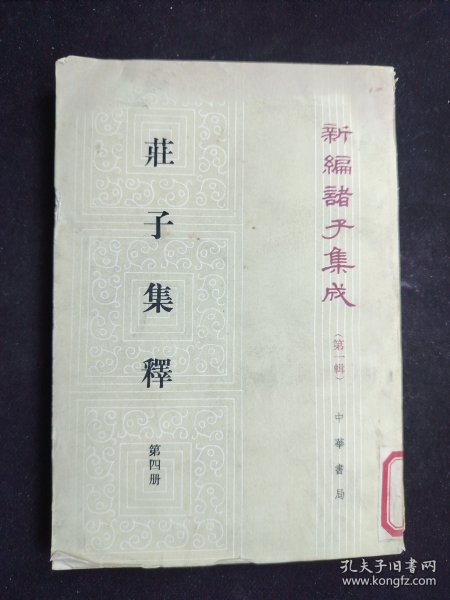 新編諸子集成
（第一輯）
中華書局
莊子集釋
第四册
孔夫子旧书网
www.kongfz.com